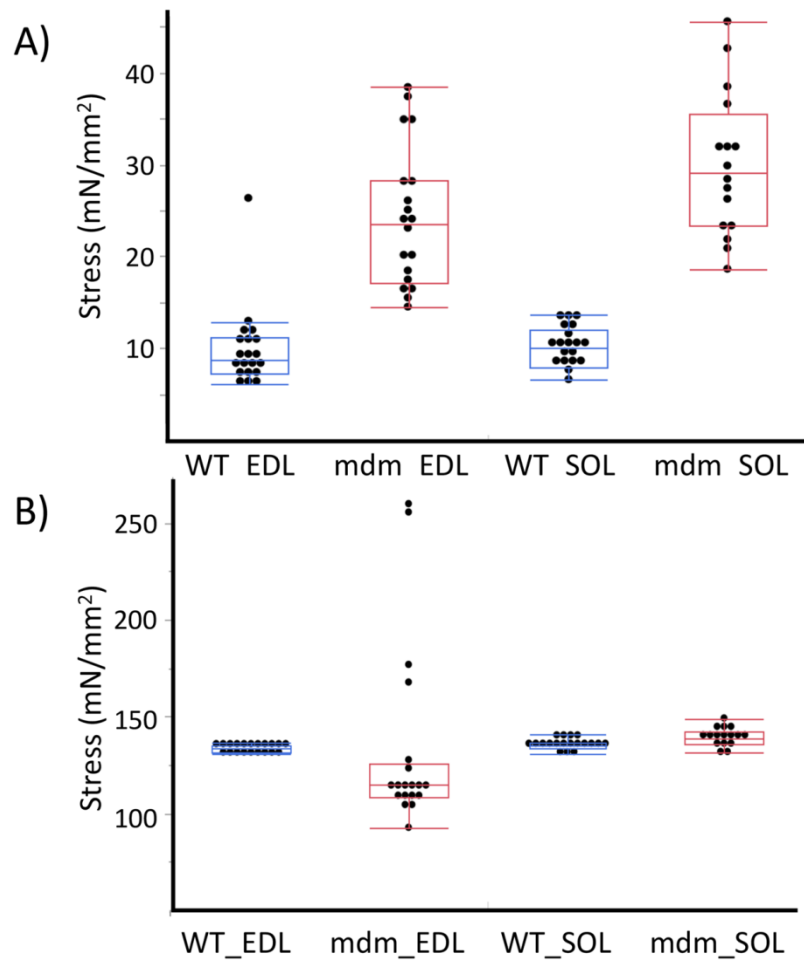 A)
Stress (mN/mm²)
40
30
20
10
WT EDL mdm EDL WT SOL mdm SOL
B)
Stress (mN/mm²)
250
200
150
100
WT_EDL mdm_EDL WT_SOL mdm_SOL